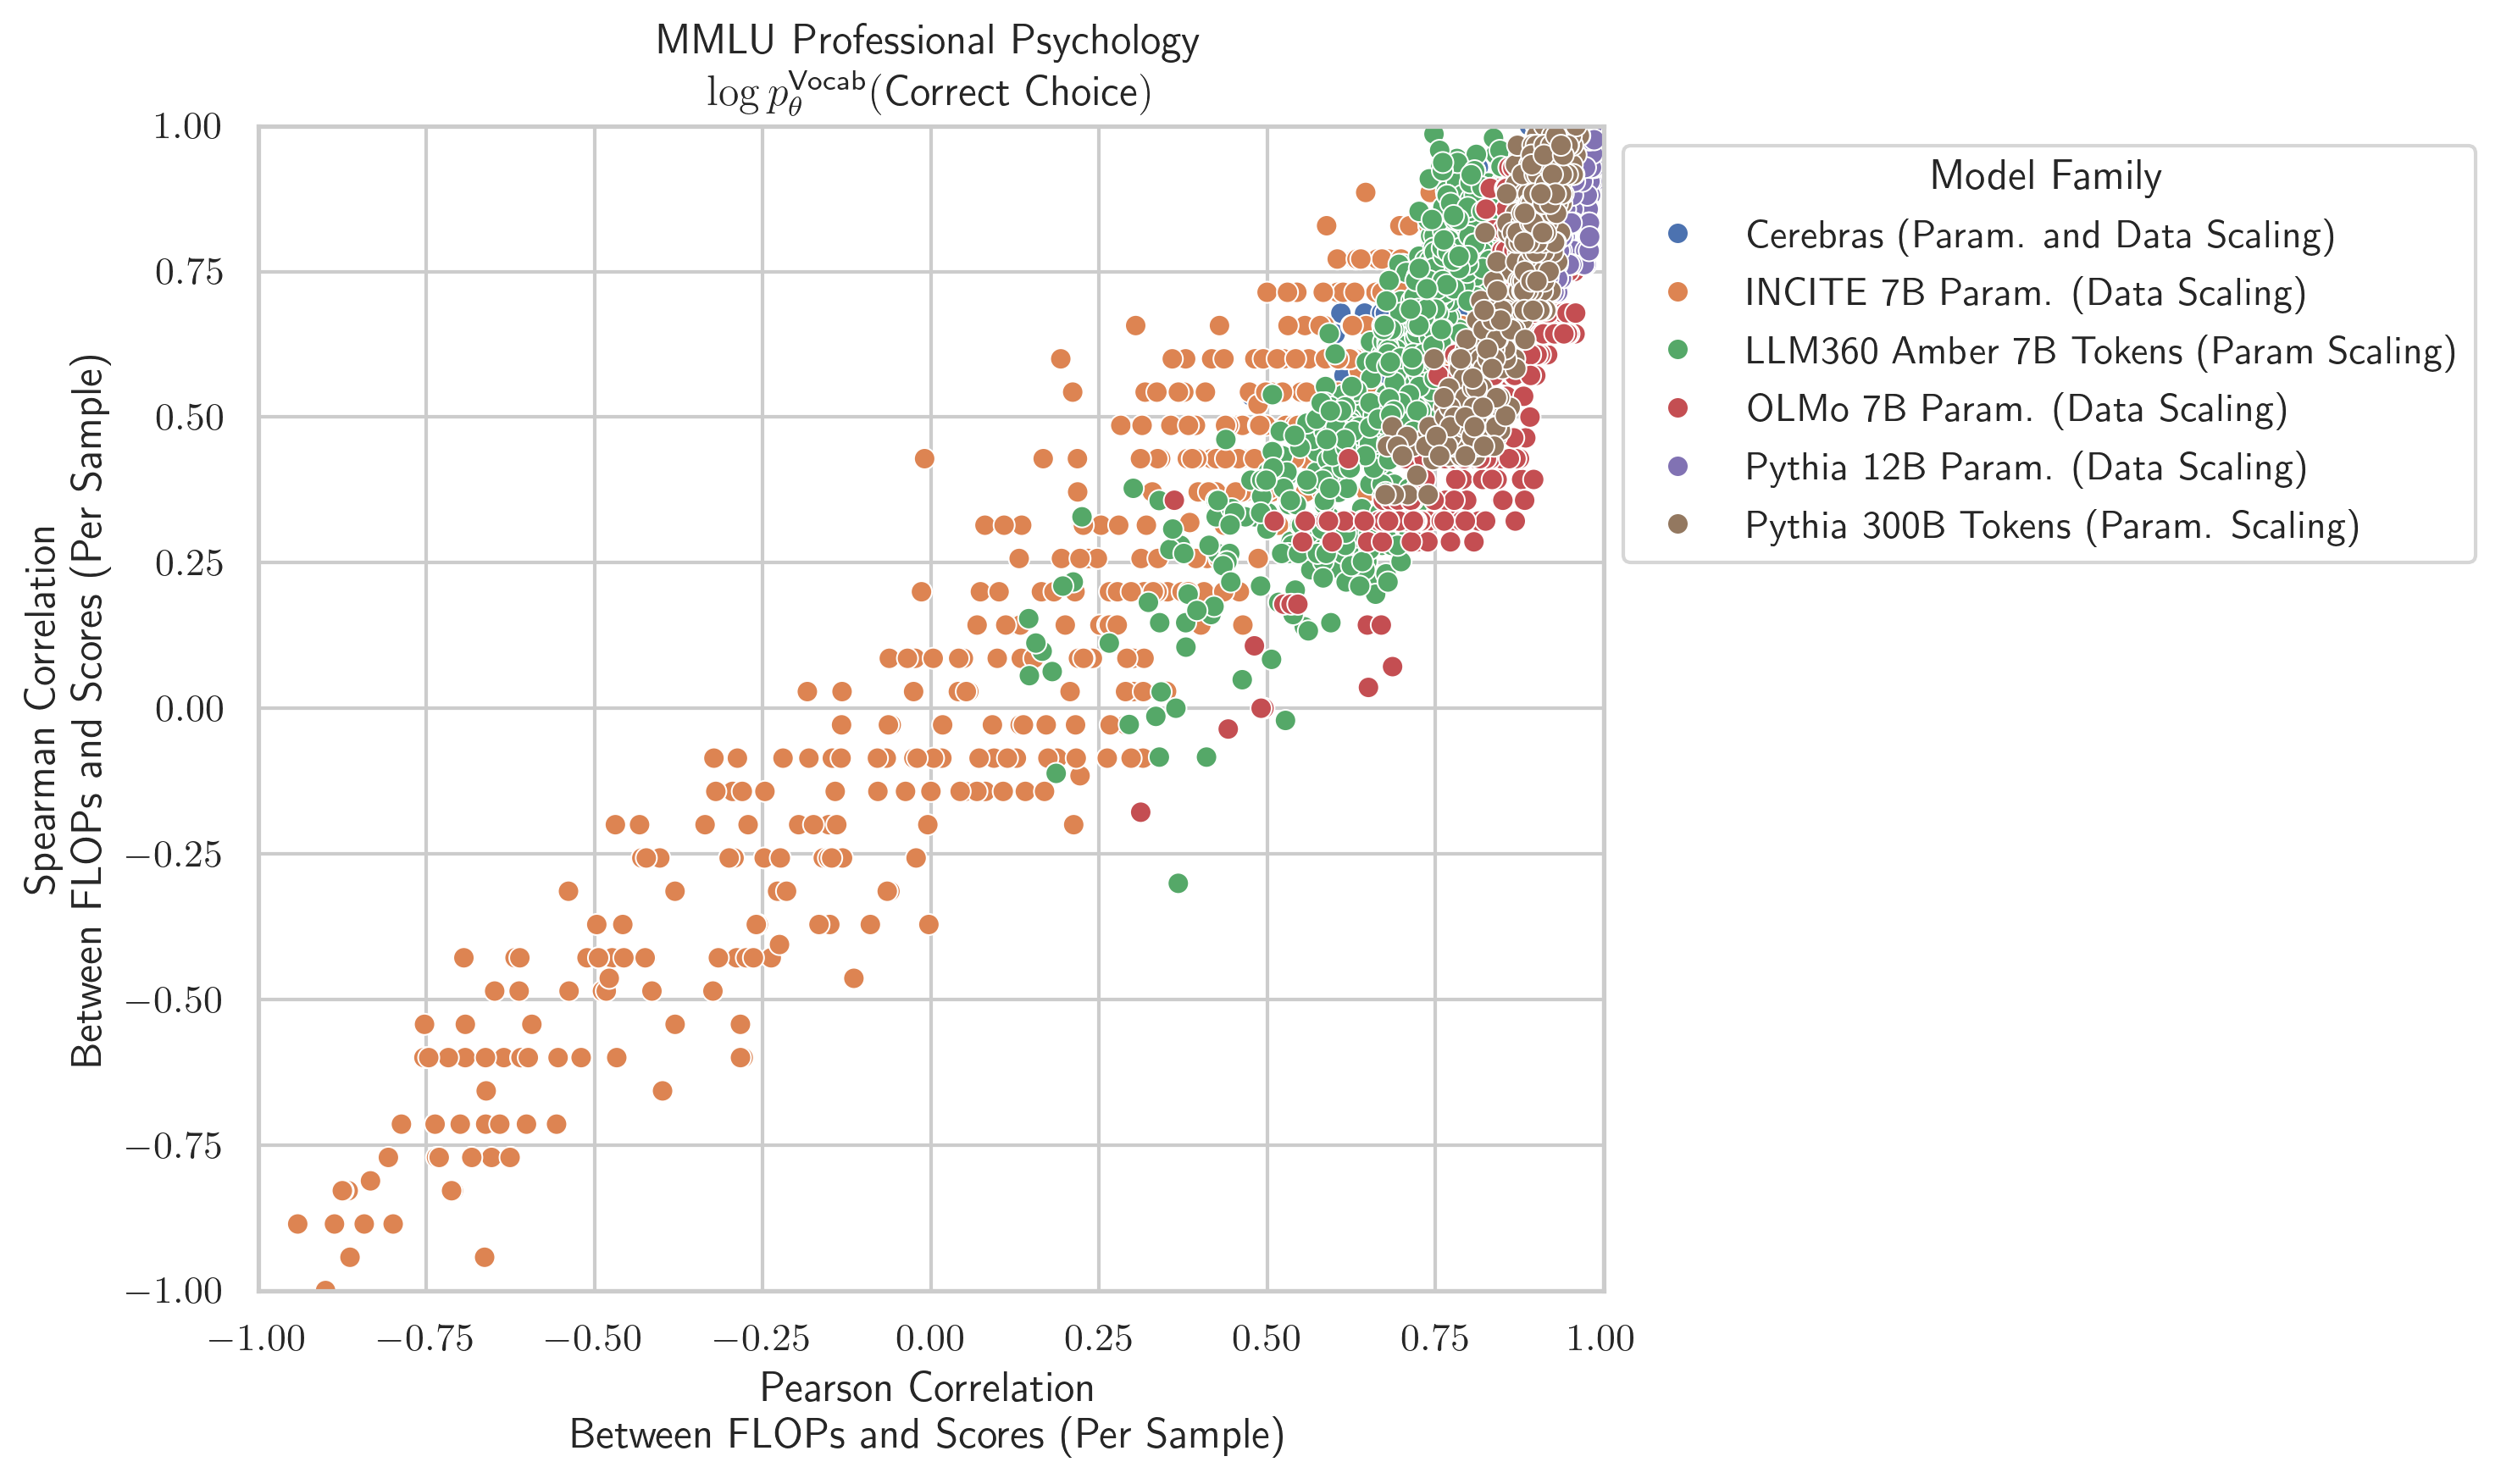 MMLU Professional Psychology
log p_θ^Vocab(Correct Choice)
Spearman Correlation
Between FLOPs and Scores (Per Sample)
1.00
0.75
0.50
0.25
0.00
−0.25
−0.50
−0.75
−1.00
−1.00 −0.75 −0.50 −0.25 0.00 0.25 0.50 0.75 1.00
Pearson Correlation
Between FLOPs and Scores (Per Sample)
Model Family
Cerebras (Param. and Data Scaling)
INCITE 7B Param. (Data Scaling)
LLM360 Amber 7B Tokens (Param Scaling)
OLMo 7B Param. (Data Scaling)
Pythia 12B Param. (Data Scaling)
Pythia 300B Tokens (Param. Scaling)